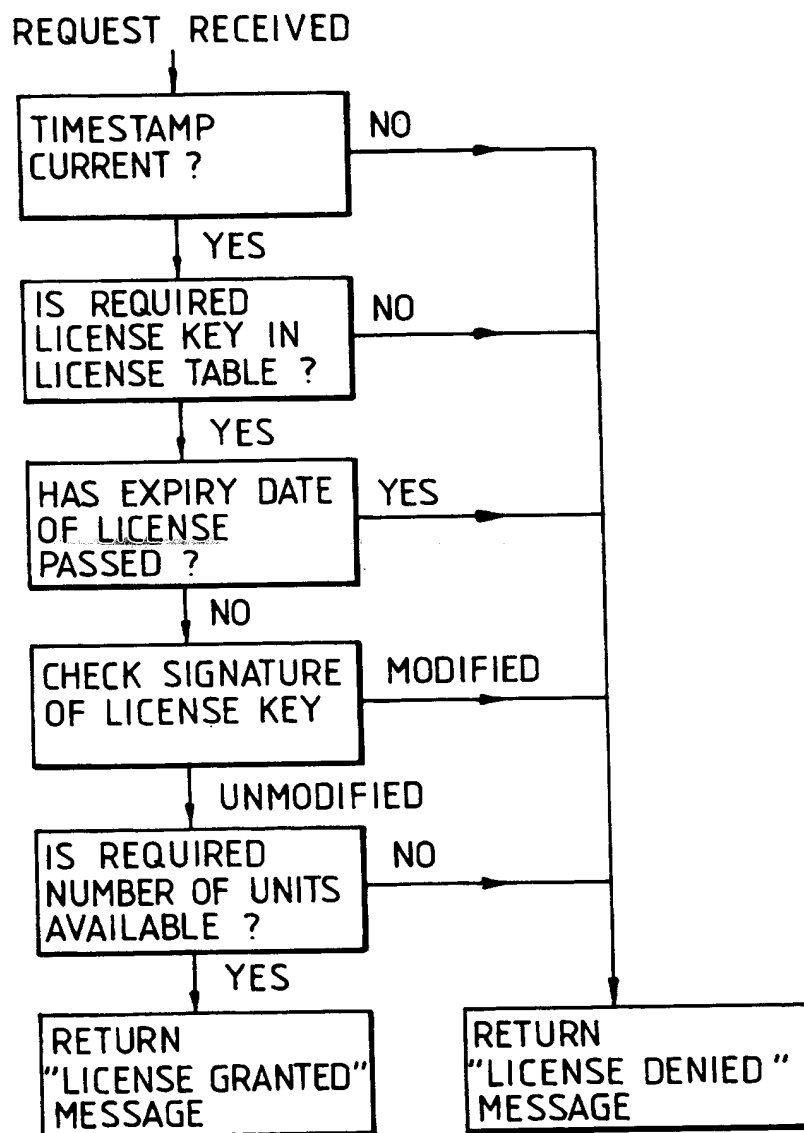 REQUEST RECEIVED
TIMESTAMP
CURRENT ?
NO
YES
IS REQUIRED
LICENSE KEY IN
LICENSE TABLE ?
NO
YES
HAS EXPIRY DATE
OF LICENSE
PASSED ?
YES
NO
CHECK SIGNATURE
OF LICENSE KEY
MODIFIED
UNMODIFIED
IS REQUIRED
NUMBER OF UNITS
AVAILABLE ?
NO
YES
RETURN
"LICENSE GRANTED"
MESSAGE
RETURN
"LICENSE DENIED "
MESSAGE